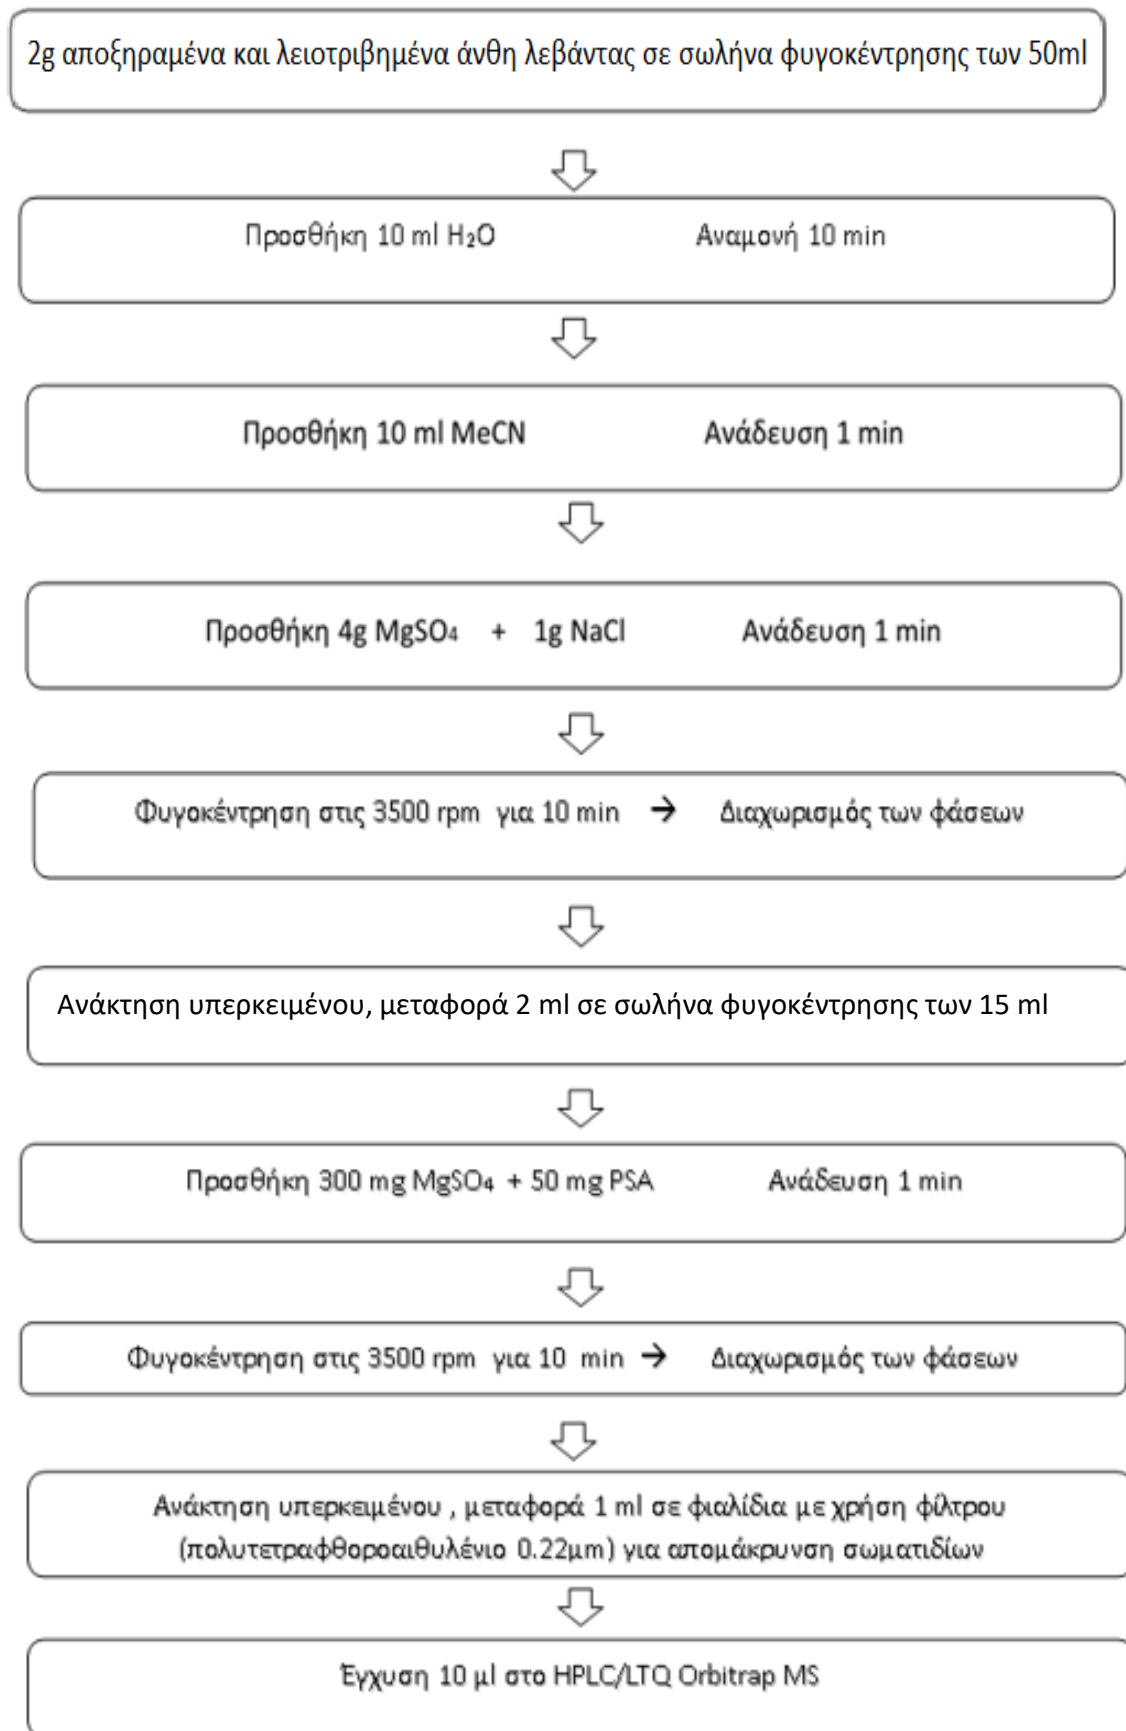 2g αποξηραμένα και λειοτριβημένα άνθη λεβάντας σε σωλήνα φυγοκέντρησης των 50ml
Προσθήκη 10 ml H₂O Αναμονή 10 min
Προσθήκη 10 ml MeCN Ανάδευση 1 min
Προσθήκη 4g MgSO₄ + 1g NaCl Ανάδευση 1 min
Φυγοκέντρηση στις 3500 rpm για 10 min → Διαχωρισμός των φάσεων
Ανάκτηση υπερκειμένου, μεταφορά 2 ml σε σωλήνα φυγοκέντρησης των 15 ml
Προσθήκη 300 mg MgSO₄ + 50 mg PSA Ανάδευση 1 min
Φυγοκέντρηση στις 3500 rpm για 10 min → Διαχωρισμός των φάσεων
Ανάκτηση υπερκειμένου , μεταφορά 1 ml σε φιαλίδια με χρήση φίλτρου
(πολυτετραφθοροαιθυλένιο 0.22μm) για απομάκρυνση σωματιδίων
Έγχυση 10 μl στο HPLC/LTQ Orbitrap MS